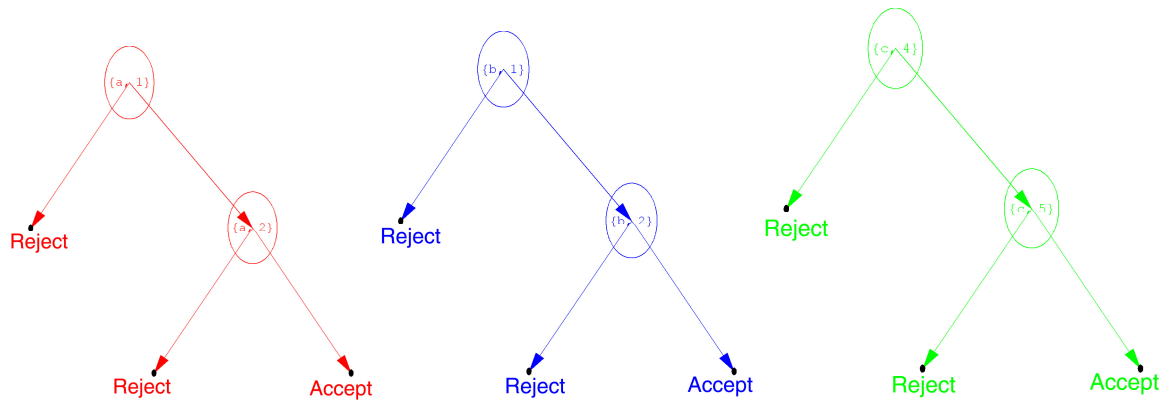 {a, 1}
Reject
{a, 2}
Reject
Accept
{b, 1}
Reject
{b, 2}
Reject
Accept
{c, 4}
Reject
{c, 5}
Reject
Accept